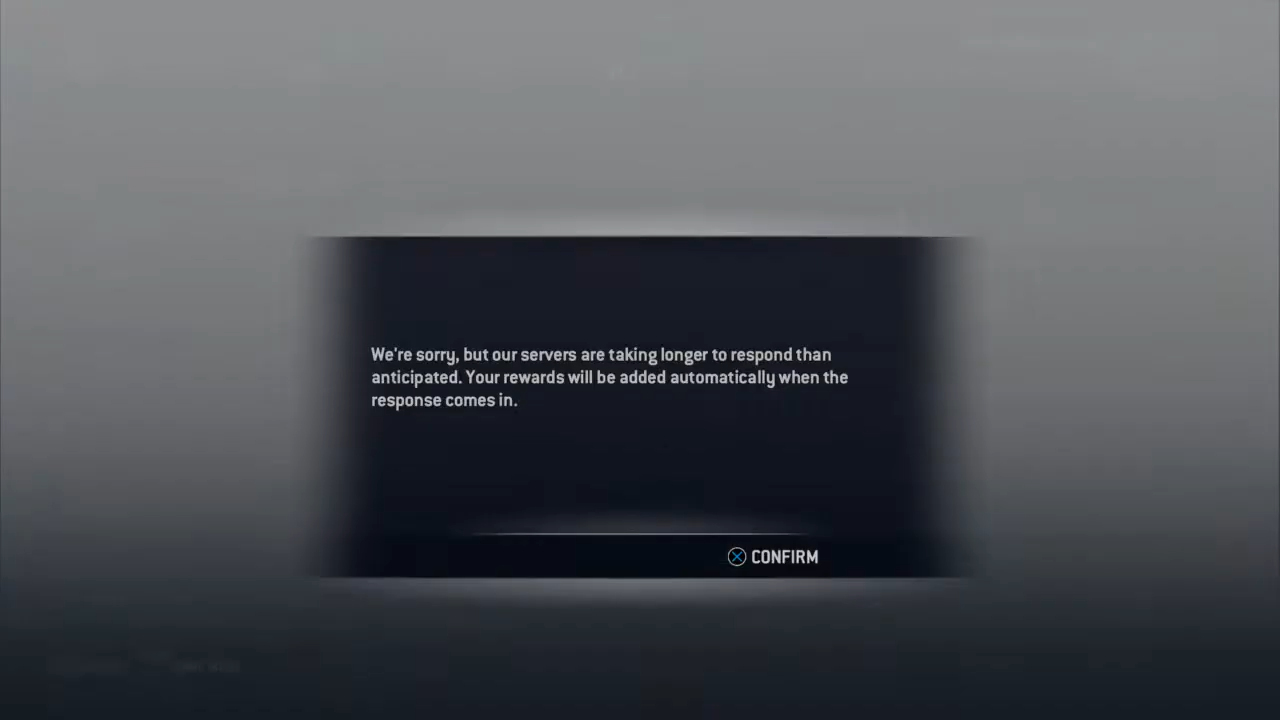 We're sorry, but our servers are taking longer to respond than
anticipated. Your rewards will be added automatically when the
response comes in.
CONFIRM